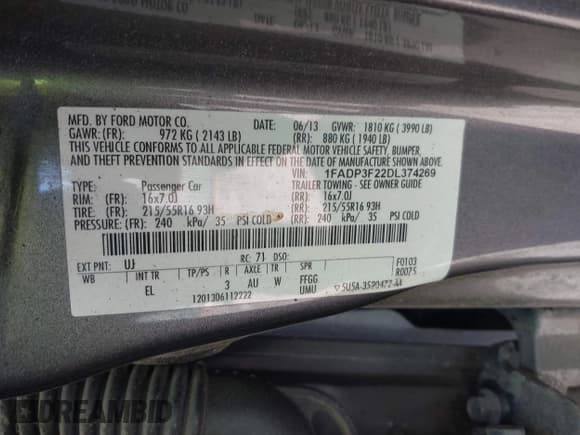 MFD. BY FORD MOTOR CO.
DATE: 06/13 GVWR: 1810 KG ( 3990 LB)
GAWR: (FR): 972 KG ( 2143 LB) (RR): 880 KG ( 1940 LB)
THIS VEHICLE CONFORMS TO ALL APPLICABLE FEDERAL MOTOR VEHICLE SAFETY, BUMPER,
AND THEFT PREVENTION STANDARDS IN EFFECT ON THE DATE OF MANUFACTURE SHOWN ABOVE.
VIN: 1FADP3F22DL374269
TYPE: Passenger Car TRAILER TOWING - SEE OWNER GUIDE
RIM: (FR): 16x7.0J (RR): 16x7.0J
TIRE: (FR): 215/55R16 93H (RR): 215/55R16 93H
PRESSURE: (FR): 240 kPa/ 35 PSI COLD (RR): 240 kPa/ 35 PSI COLD
RC: 71 DSO:
EXT PNT: UJ F0103
WB INT TR TP/PS R AXLE TR SPR R0075
EL 3 AU W FFGG
UMU
1201306112222
DREAMBID